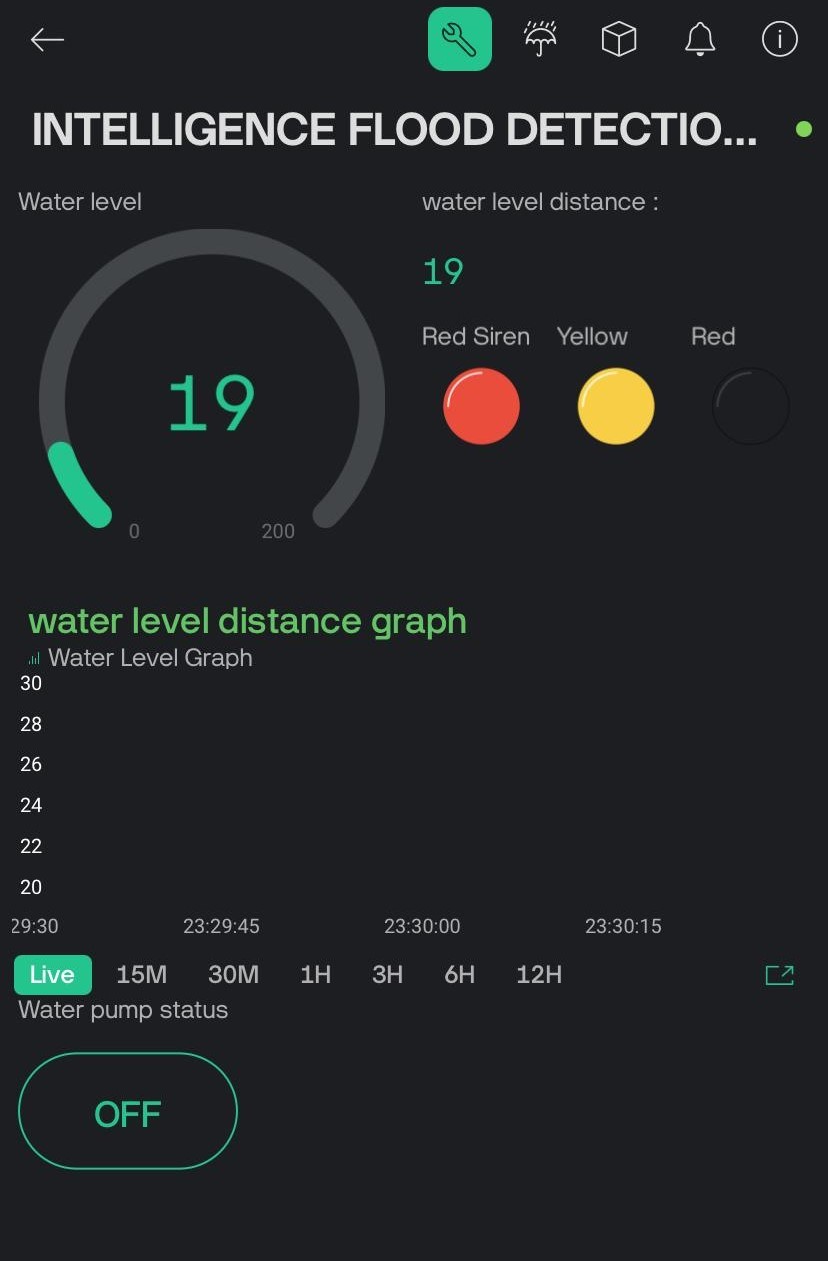 INTELLIGENCE FLOOD DETECTIO...
Water level
19
0 200
water level distance :
19
Red Siren Yellow Red
water level distance graph
Water Level Graph
30
28
26
24
22
20
29:30 23:29:45 23:30:00 23:30:15
Live 15M 30M 1H 3H 6H 12H
Water pump status
OFF